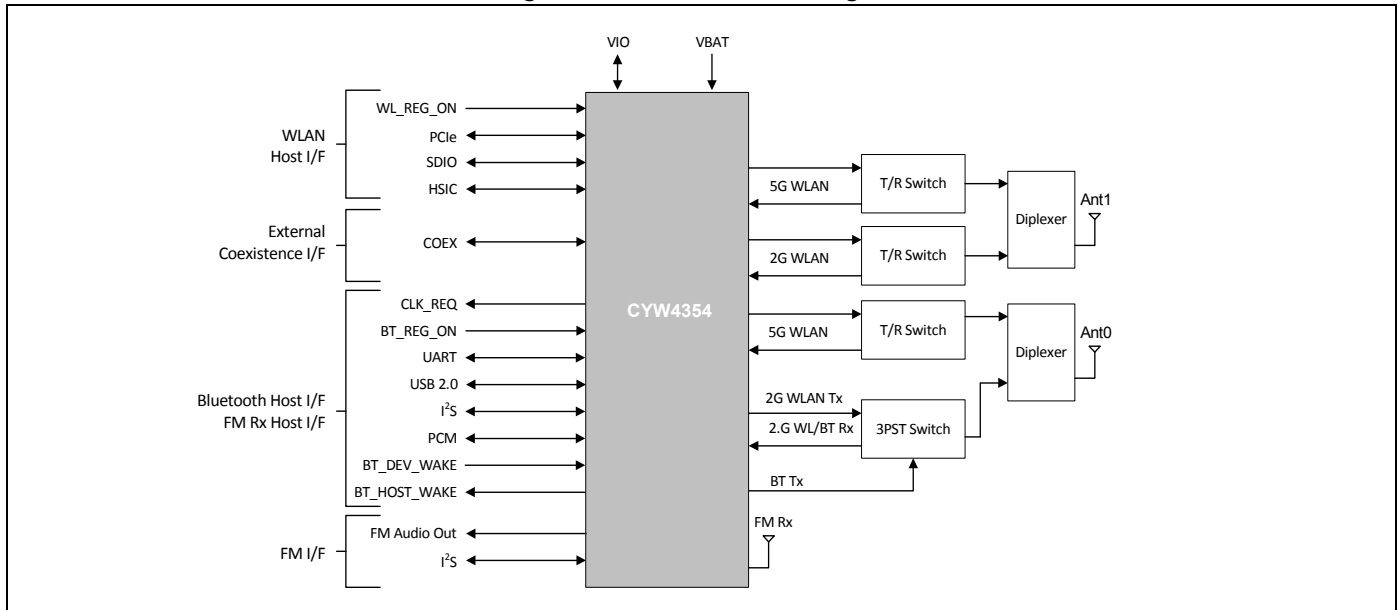 VIO
VBAT
WLAN
Host I/F
WL_REG_ON
PCIe
SDIO
HSIC
External
Coexistence I/F
COEX
Bluetooth Host I/F
FM Rx Host I/F
CLK_REQ
BT_REG_ON
UART
USB 2.0
I²S
PCM
BT_DEV_WAKE
BT_HOST_WAKE
FM I/F
FM Audio Out
I²S
CYW4354
5G WLAN
T/R Switch
2G WLAN
T/R Switch
Diplexer
Ant1
5G WLAN
T/R Switch
2G WLAN Tx
2.G WL/BT Rx
3PST Switch
BT Tx
Diplexer
Ant0
FM Rx